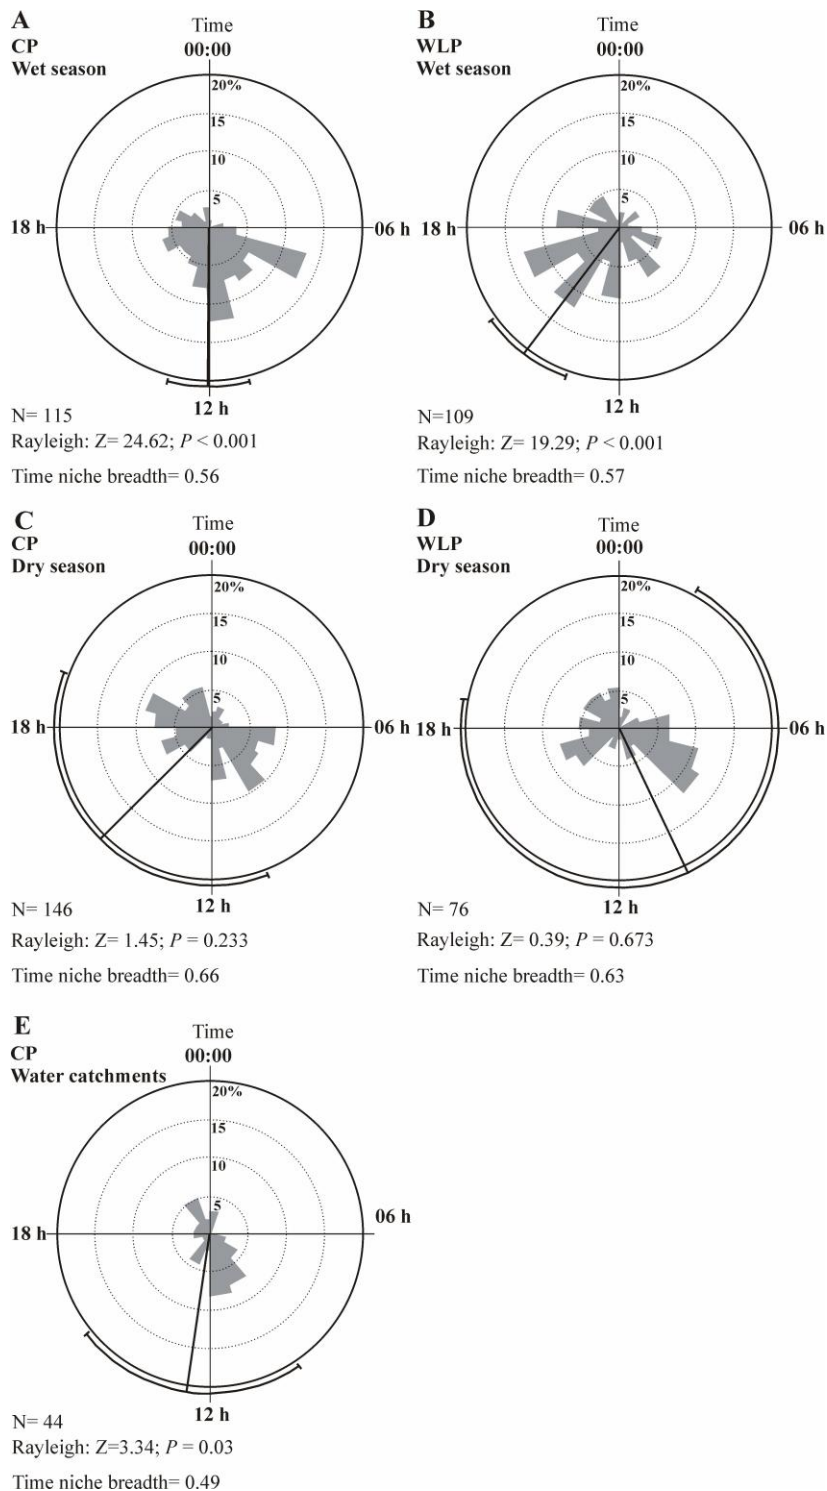 A
CP
Wet season
Time
00:00
20%
15
10
5
18 h
06 h
12 h
N= 115
Rayleigh: Z= 24.62; P < 0.001
Time niche breadth= 0.56
B
WLP
Wet season
Time
00:00
20%
15
10
5
18 h
06 h
12 h
N=109
Rayleigh: Z= 19.29; P < 0.001
Time niche breadth= 0.57
C
CP
Dry season
Time
00:00
20%
15
10
5
18 h
06 h
12 h
N= 146
Rayleigh: Z= 1.45; P = 0.233
Time niche breadth= 0.66
D
WLP
Dry season
Time
00:00
20%
15
10
5
18 h
06 h
12 h
N= 76
Rayleigh: Z= 0.39; P = 0.673
Time niche breadth= 0.63
E
CP
Water catchments
Time
00:00
20%
15
10
5
18 h
06 h
12 h
N= 44
Rayleigh: Z=3.34; P = 0.03
Time niche breadth= 0.49